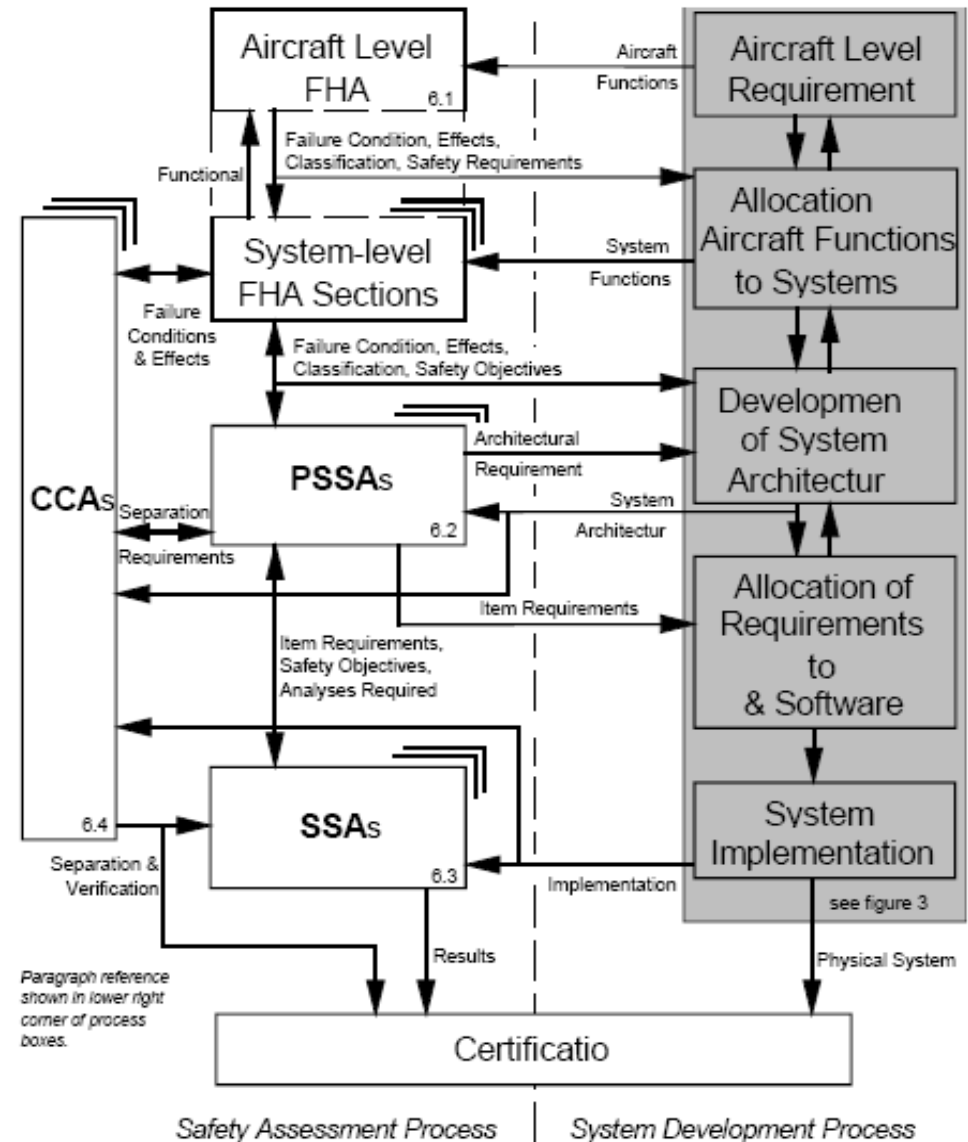 Aircraft Level
FHA
6.1
Aircraft
Functions
Aircraft Level
Requirement
Functional
Failure Condition, Effects,
Classification, Safety Requirements
Allocation
Aircraft Functions
to Systems
System-level
FHA Sections
System
Functions
Failure
Conditions
& Effects
Failure Condition, Effects,
Classification, Safety Objectives
Developmen
of System
Architectur
PSSAs
6.2
Architectural
Requirement
CCAs
6.4
Separation
Requirements
System
Architectur
Item Requirements
Allocation of
Requirements
to
& Software
Item Requirements,
Safety Objectives,
Analyses Required
SSAs
6.3
System
Implementation
see figure 3
Separation &
Verification
Implementation
Results
Physical System
Paragraph reference
shown in lower right
corner of process
boxes.
Certificatio
Safety Assessment Process
System Development Process